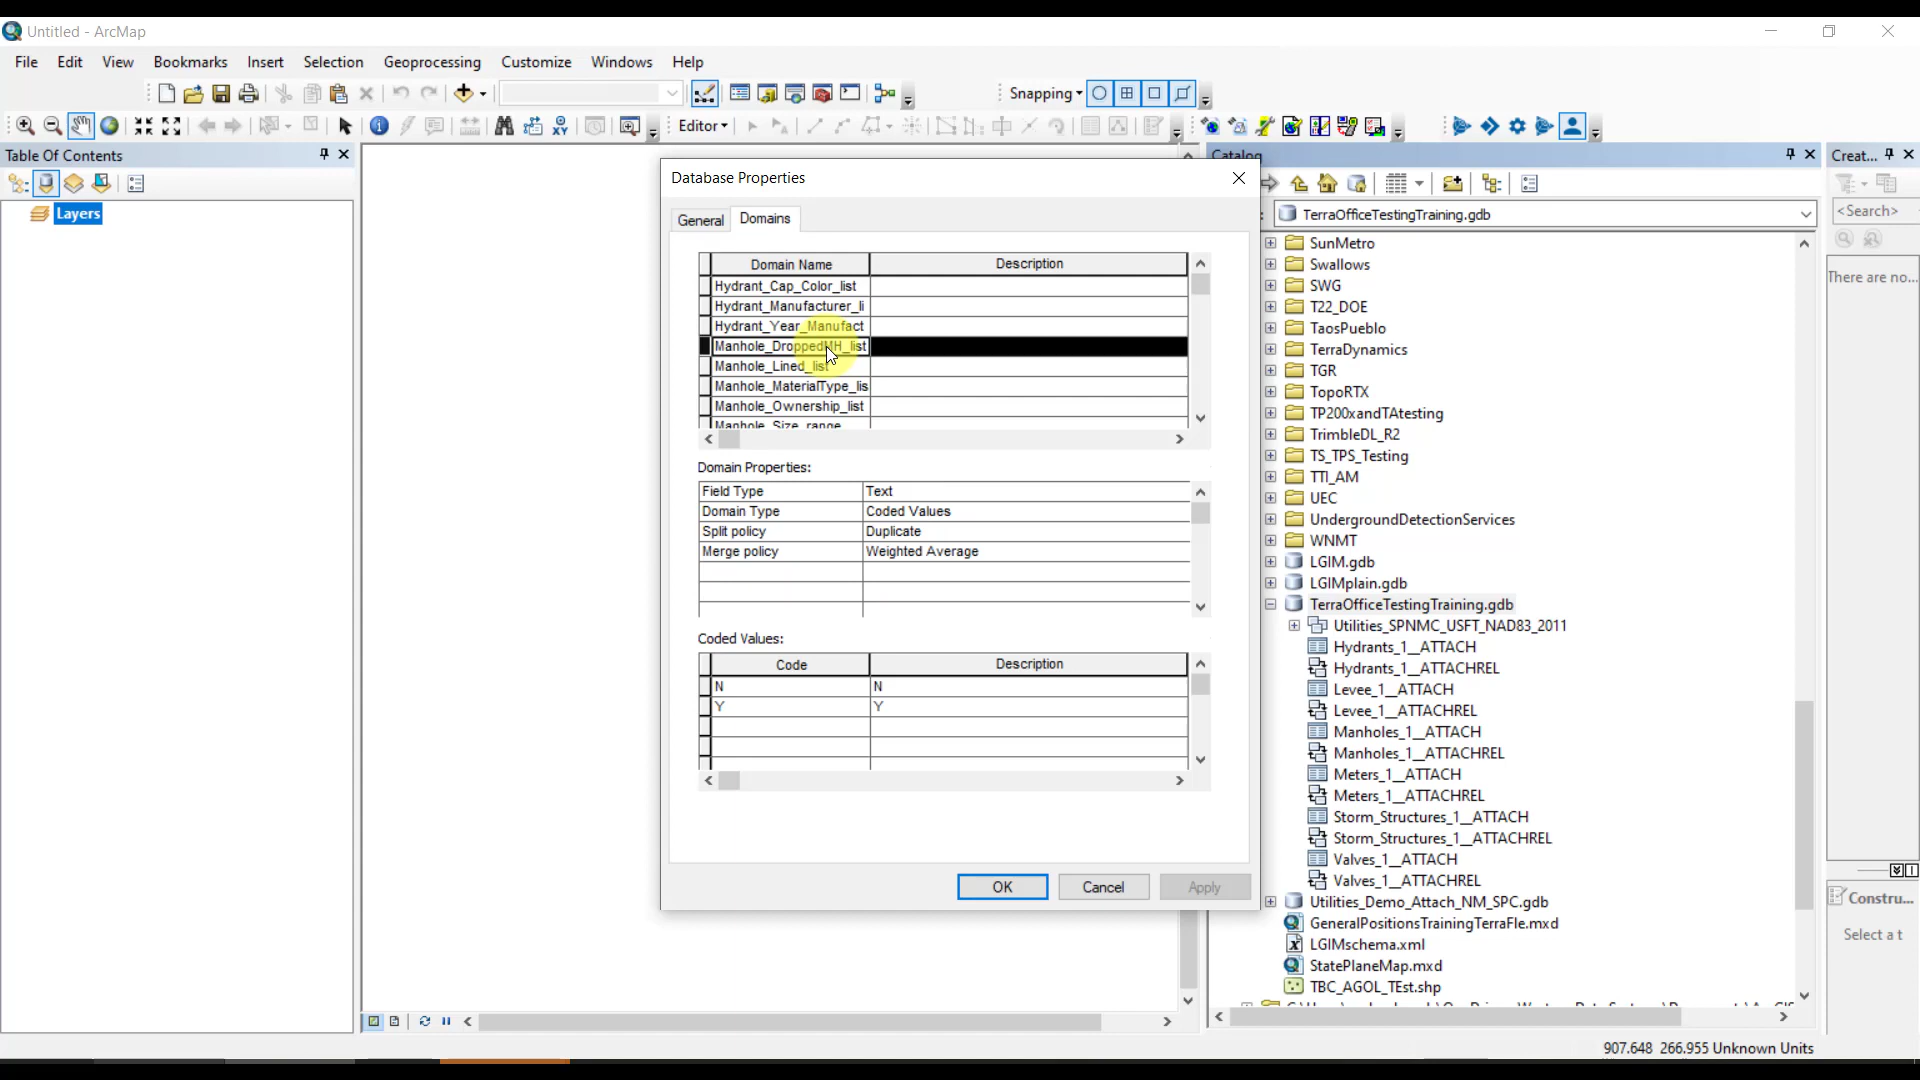 Untitled - ArcMap
File Edit View Bookmarks Insert Selection Geoprocessing Customize Windows Help
Snapping
Editor
Table Of Contents
Layers
Database Properties
General Domains
Domain Name Description
Hydrant_Cap_Color_list
Hydrant_Manufacturer_li
Hydrant_Year_Manufact
Manhole_DroppedMH_list
Manhole_Lined_list
Manhole_MaterialType_lis
Manhole_Ownership_list
Manhole_Size_range
Domain Properties:
Field Type Text
Domain Type Coded Values
Split policy Duplicate
Merge policy Weighted Average
Coded Values:
Code Description
N N
Y Y
OK Cancel Apply
Catalog
TerraOfficeTestingTraining.gdb
SunMetro
Swallows
SWG
T22_DOE
TaosPueblo
TerraDynamics
TGR
TopoRTX
TP200xandTAtesting
TrimbleDL_R2
TS_TPS_Testing
TTI_AM
UEC
UndergroundDetectionServices
WNMT
LGIM.gdb
LGIMplain.gdb
TerraOfficeTestingTraining.gdb
Utilities_SPNMC_USFT_NAD83_2011
Hydrants_1__ATTACH
Hydrants_1__ATTACHREL
Levee_1__ATTACH
Levee_1__ATTACHREL
Manholes_1__ATTACH
Manholes_1__ATTACHREL
Meters_1__ATTACH
Meters_1__ATTACHREL
Storm_Structures_1__ATTACH
Storm_Structures_1__ATTACHREL
Valves_1__ATTACH
Valves_1__ATTACHREL
Utilities_Demo_Attach_NM_SPC.gdb
GeneralPositionsTrainingTerraFle.mxd
LGIMschema.xml
StatePlaneMap.mxd
TBC_AGOL_TEst.shp
Creat...
<Search>
There are no...
Constru...
Select a t
907.648 266.955 Unknown Units